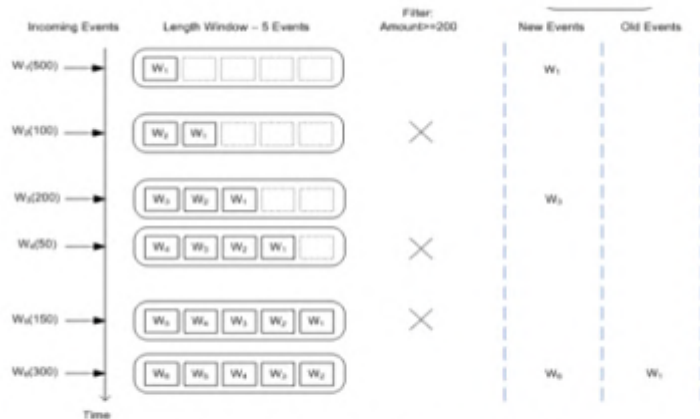 Filter:
Incoming Events Length Window – 5 Events Amount>=200 New Events Old Events
W₁(500) W₁ W₁
W₂(100) W₂ W₁
W₃(200) W₃ W₂ W₁ W₃
W₄(50) W₄ W₃ W₂ W₁
W₅(150) W₅ W₄ W₃ W₂ W₁
W₆(300) W₆ W₅ W₄ W₃ W₂ W₆ W₁
Time